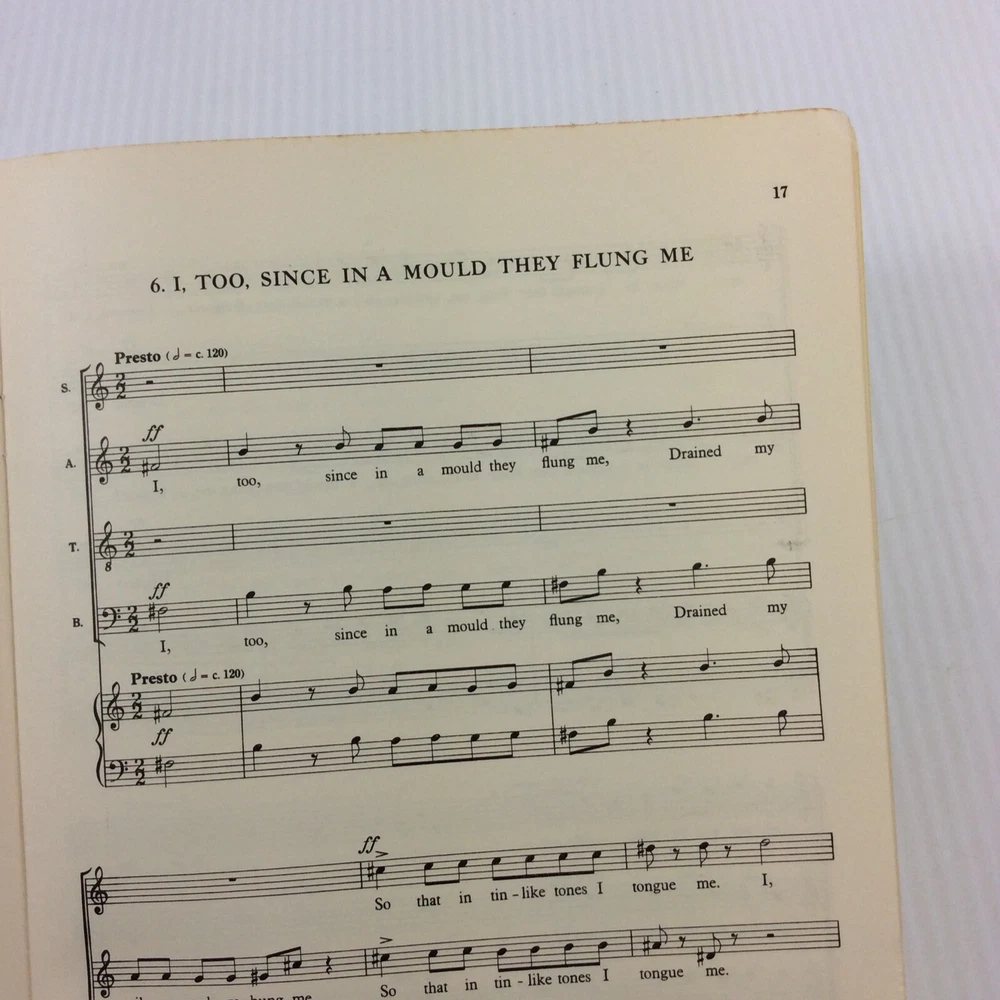 17
6. I, TOO, SINCE IN A MOULD THEY FLUNG ME
Presto (𝅗𝅥 = c. 120)
S.
ff
A.
I, too, since in a mould they flung me, Drained my
T.
8
ff
B.
I, too, since in a mould they flung me, Drained my
Presto (𝅗𝅥 = c. 120)
ff
ff
So that in tin - like tones I tongue me. I,
me. So that in tin - like tones I tongue me.